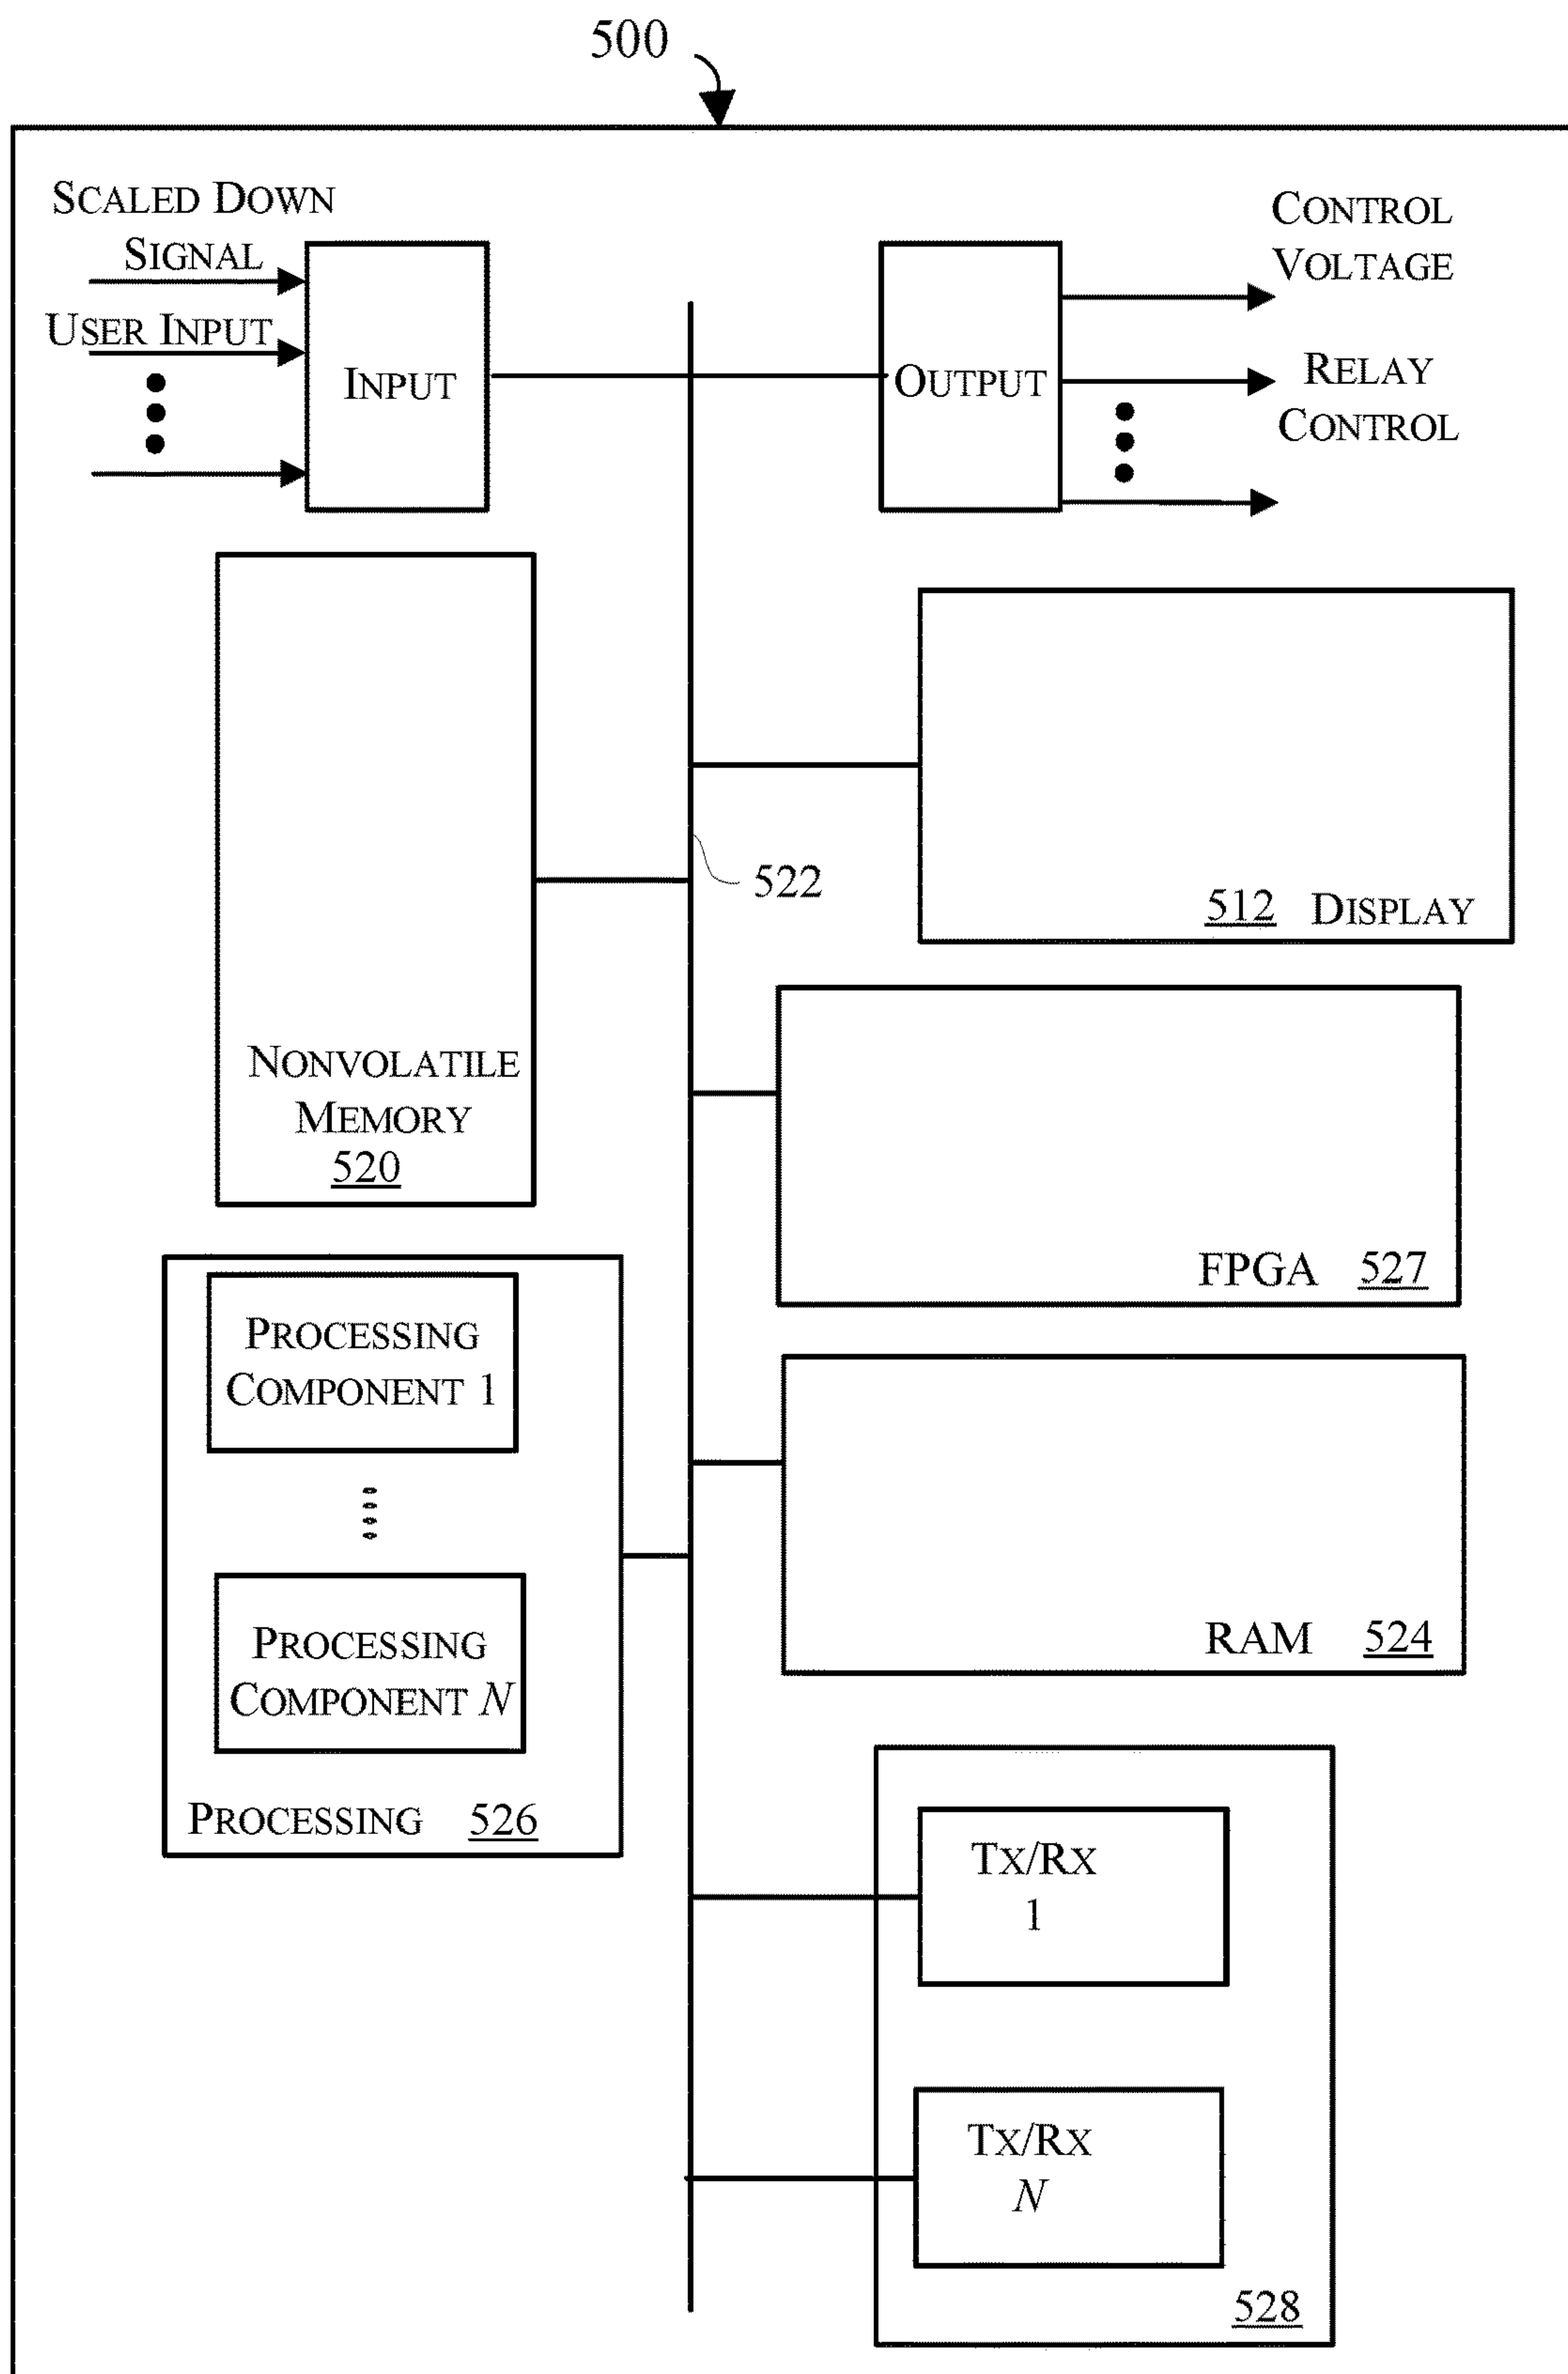 500
SCALED DOWN
SIGNAL
USER INPUT
INPUT
OUTPUT
CONTROL
VOLTAGE
RELAY
CONTROL
522
512 DISPLAY
NONVOLATILE
MEMORY
520
FPGA 527
PROCESSING
COMPONENT 1
PROCESSING
COMPONENT N
PROCESSING 526
RAM 524
TX/RX
1
TX/RX
N
528